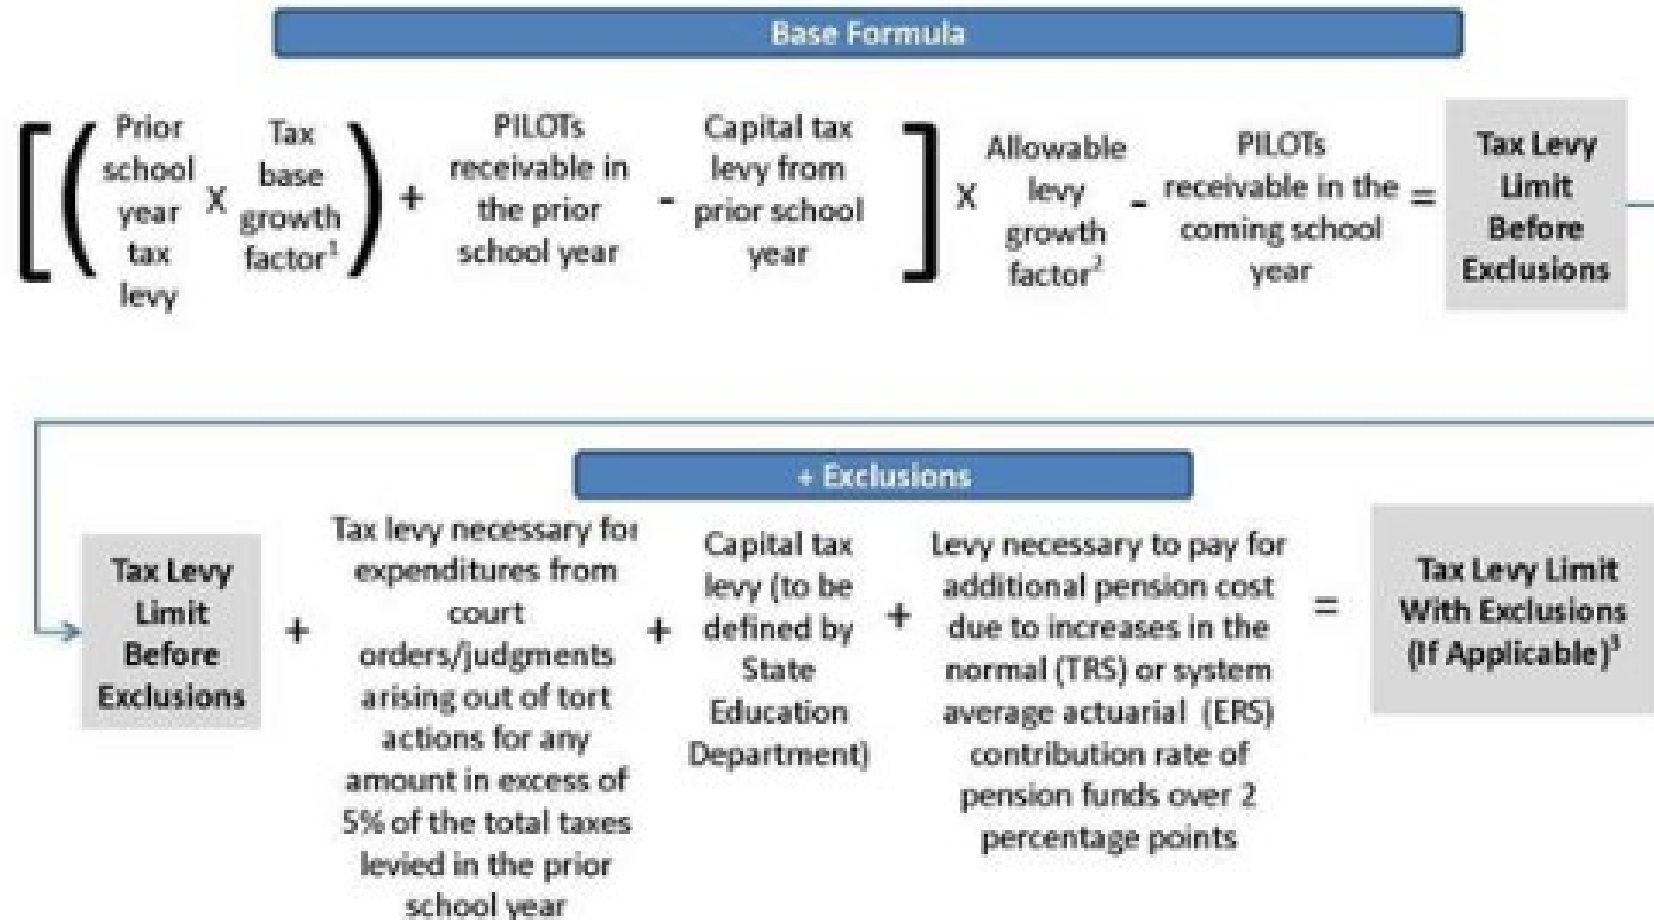 Base Formula
[ ( Prior school year tax levy X Tax base growth factor¹ ) + PILOTs receivable in the prior school year - Capital tax levy from prior school year ] X Allowable levy growth factor² - PILOTs receivable in the coming school year = Tax Levy Limit Before Exclusions
+ Exclusions
Tax Levy
Limit
Before
Exclusions
+
Tax levy necessary for
expenditures from
court
orders/judgments
arising out of tort
actions for any
amount in excess of
5% of the total taxes
levied in the prior
school year
+
Capital tax
levy (to be
defined by
State
Education
Department)
+
Levy necessary to pay for
additional pension cost
due to increases in the
normal (TRS) or system
average actuarial (ERS)
contribution rate of
pension funds over 2
percentage points
=
Tax Levy Limit
With Exclusions
(If Applicable)³